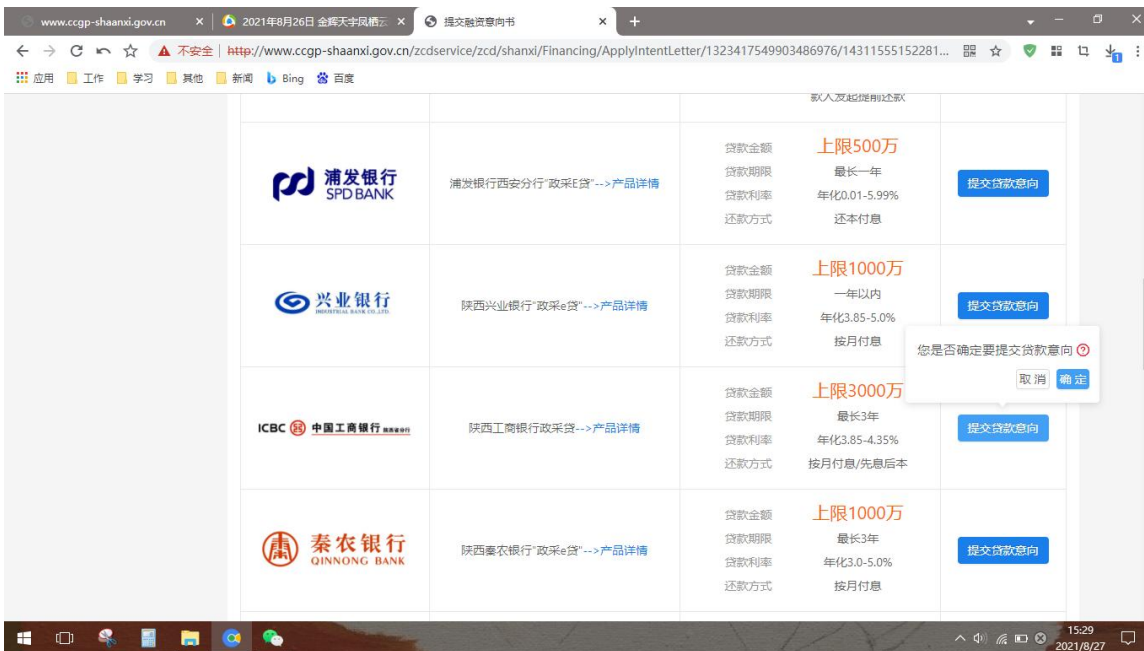 www.ccgp-shaanxi.gov.cn
2021年8月26日 金辉天宇凤栖云
提交融资意向书
不安全
http://www.ccgp-shaanxi.gov.cn/zcdservice/zcd/shanxi/Financing/ApplyIntentLetter/1323417549903486976/14311555152281...
应用 工作 学习 其他 新闻 Bing 百度
款人发起提前还款
浦发银行
SPD BANK
浦发银行西安分行"政采E贷"-->产品详情
贷款金额 上限500万
贷款期限 最长一年
贷款利率 年化0.01-5.99%
还款方式 还本付息
提交贷款意向
兴业银行
INDUSTRIAL BANK CO.,LTD.
陕西兴业银行"政采e贷"-->产品详情
贷款金额 上限1000万
贷款期限 一年以内
贷款利率 年化3.85-5.0%
还款方式 按月付息
提交贷款意向
您是否确定要提交贷款意向
取 消 确 定
ICBC 中国工商银行
陕西工商银行政采贷-->产品详情
贷款金额 上限3000万
贷款期限 最长3年
贷款利率 年化3.85-4.35%
还款方式 按月付息/先息后本
提交贷款意向
秦农银行
QINNONG BANK
陕西秦农银行"政采e贷"-->产品详情
贷款金额 上限1000万
贷款期限 最长3年
贷款利率 年化3.0-5.0%
还款方式 按月付息
提交贷款意向
15:29
2021/8/27